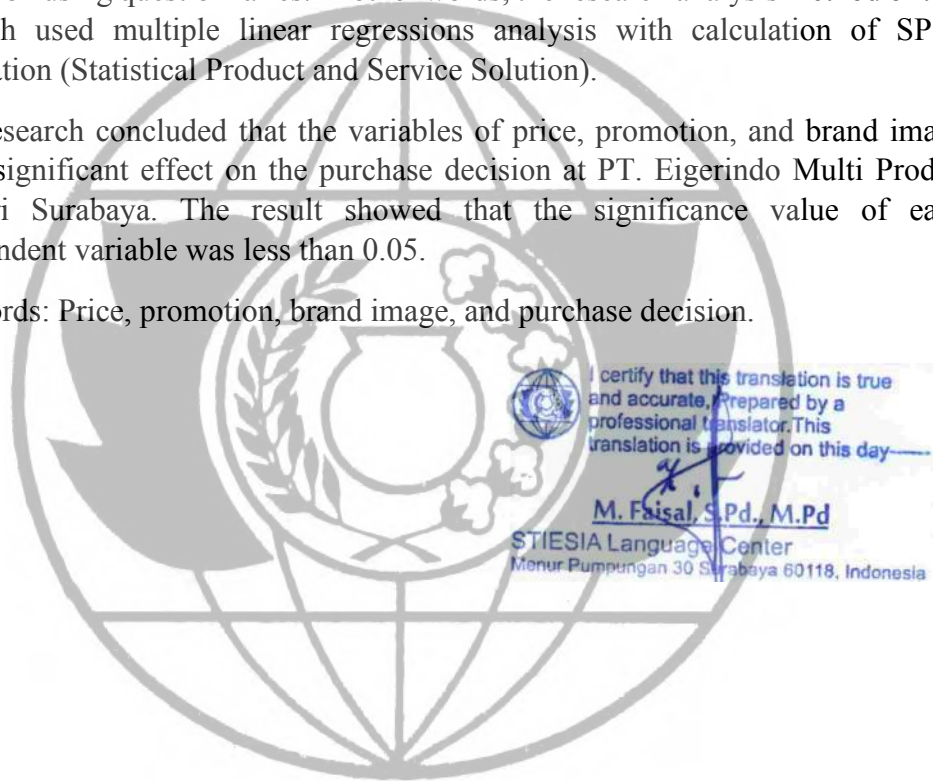 h used multiple linear regressions analysis with calculation of SP
ation (Statistical Product and Service Solution).
esearch concluded that the variables of price, promotion, and brand ima
significant effect on the purchase decision at PT. Eigerindo Multi Prod
ri Surabaya. The result showed that the significance value of ea
ndent variable was less than 0.05.
ords: Price, promotion, brand image, and purchase decision.
I certify that this translation is true
and accurate, Prepared by a
professional translator.This
translation is provided on this day-----
M. Faisal, S.Pd., M.Pd
STIESIA Language Center
Menur Pumpungan 30 Surabaya 60118, Indonesia